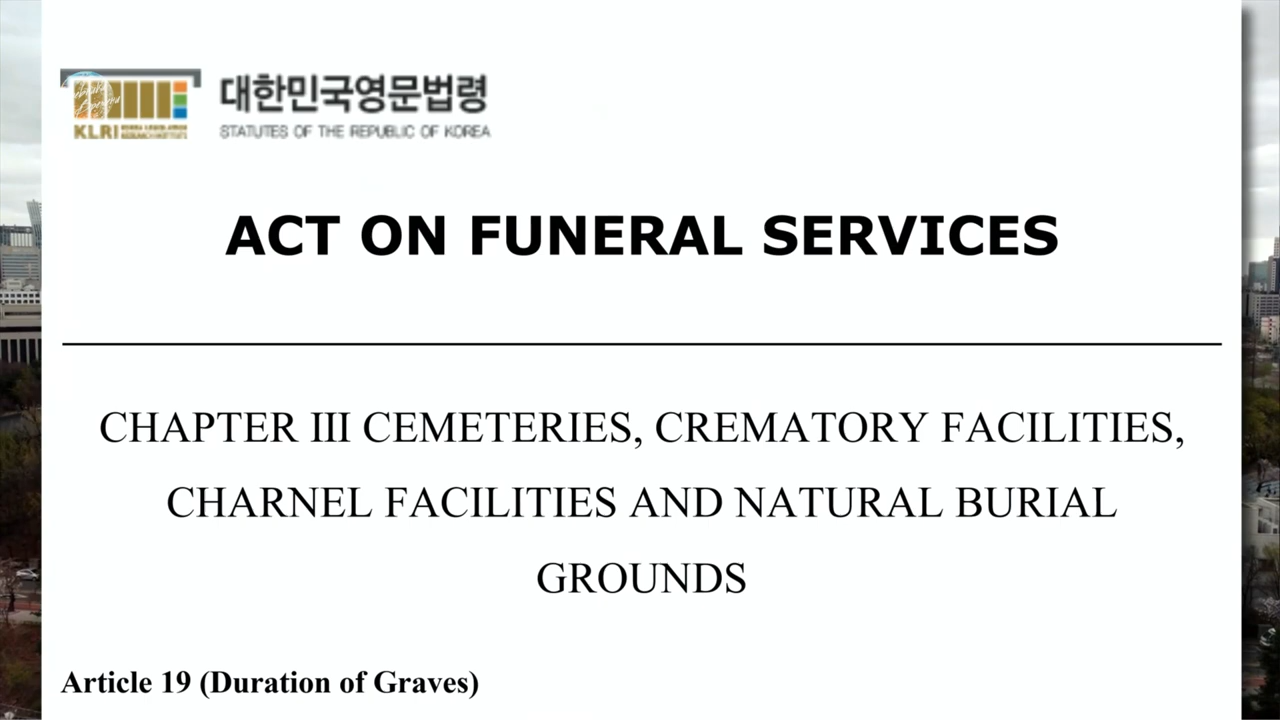 대한민국영문법령
KLRI
STATUTES OF THE REPUBLIC OF KOREA
ACT ON FUNERAL SERVICES
CHAPTER III CEMETERIES, CREMATORY FACILITIES,
CHARNEL FACILITIES AND NATURAL BURIAL
GROUNDS
Article 19 (Duration of Graves)